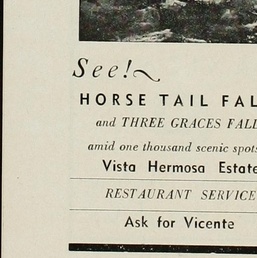 See!
HORSE TAIL FAL
and THREE GRACES FALL
amid one thousand scenic spots
Vista Hermosa Estate
RESTAURANT SERVICE
Ask for Vicente